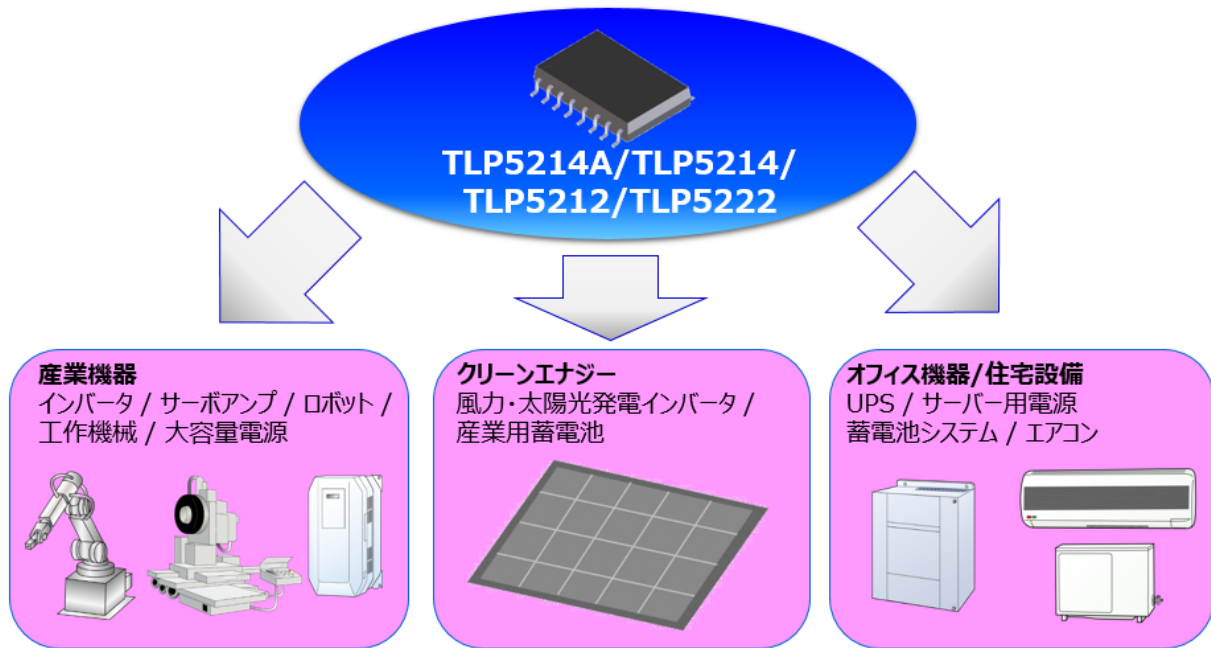 TLP5214A/TLP5214/
TLP5212/TLP5222
産業機器
インバータ / サーボアンプ / ロボット /
工作機械 / 大容量電源
クリーンエナジー
風力・太陽光発電インバータ /
産業用蓄電池
オフィス機器/住宅設備
UPS / サーバー用電源
蓄電池システム / エアコン